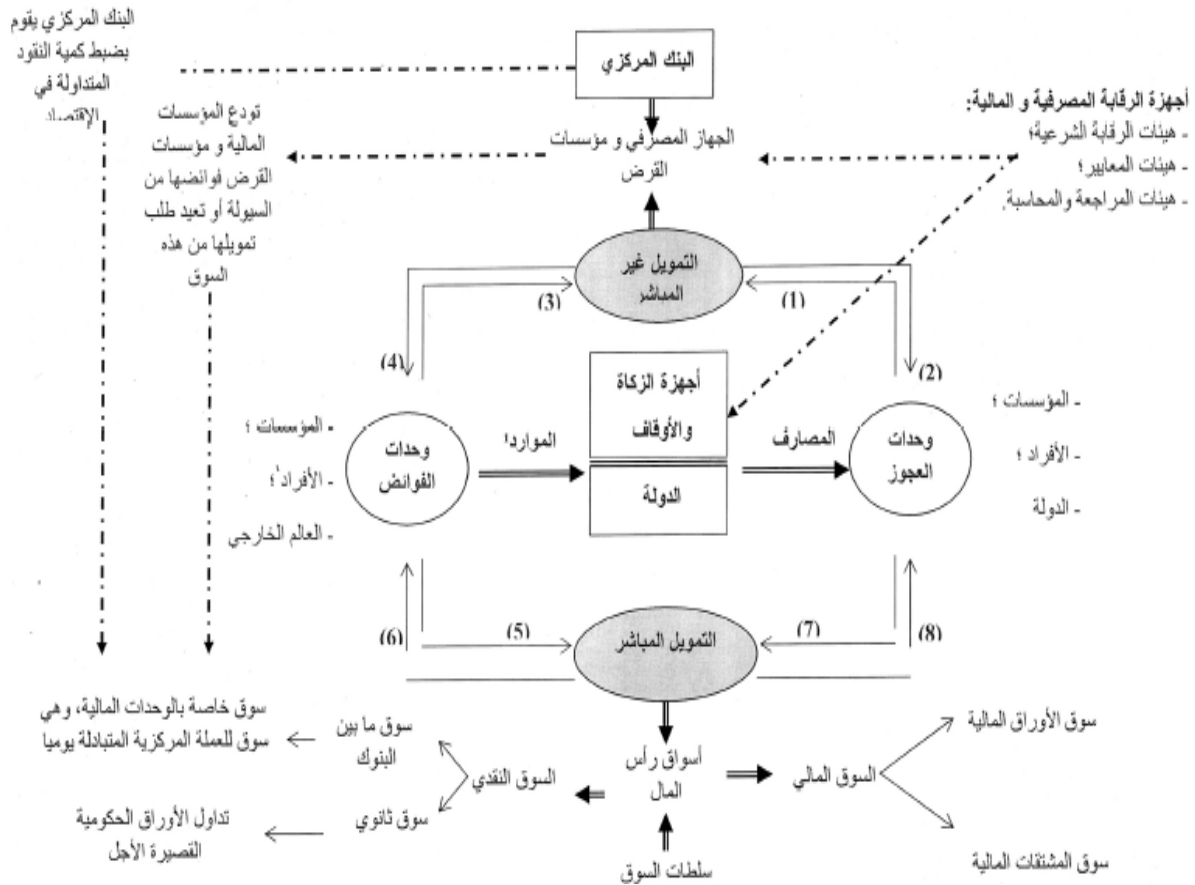 البنك المركزي يقوم
بضبط كمية النقود
المتداولة في
الإقتصاد
تودع المؤسسات
المالية و مؤسسات
القرض فوائضها من
السيولة أو تعيد طلب
تمويلها من هذه
السوق
البنك المركزي
الجهاز المصرفي و مؤسسات
القرض
أجهزة الرقابة المصرفية و المالية:
- هيئات الرقابة الشرعية؛
- هيئات المعايير؛
- هيئات المراجعة والمحاسبة.
التمويل غير
المباشر
(1)
(2)
(3)
(4)
أجهزة الزكاة
والأوقاف
الدولة
المصارف
الموارد
وحدات
العجوز
- المؤسسات ؛
- الأفراد ؛
- الدولة
وحدات
الفوائض
- المؤسسات ؛
- الأفراد ؛
- العالم الخارجي
(5)
(6)
(7)
(8)
التمويل المباشر
أسواق رأس
المال
سلطات السوق
السوق المالي
سوق الأوراق المالية
سوق المشتقات المالية
السوق النقدي
سوق ما بين
البنوك
سوق ثانوي
سوق خاصة بالوحدات المالية، وهي
سوق للعملة المركزية المتبادلة يوميا
تداول الأوراق الحكومية
القصيرة الأجل